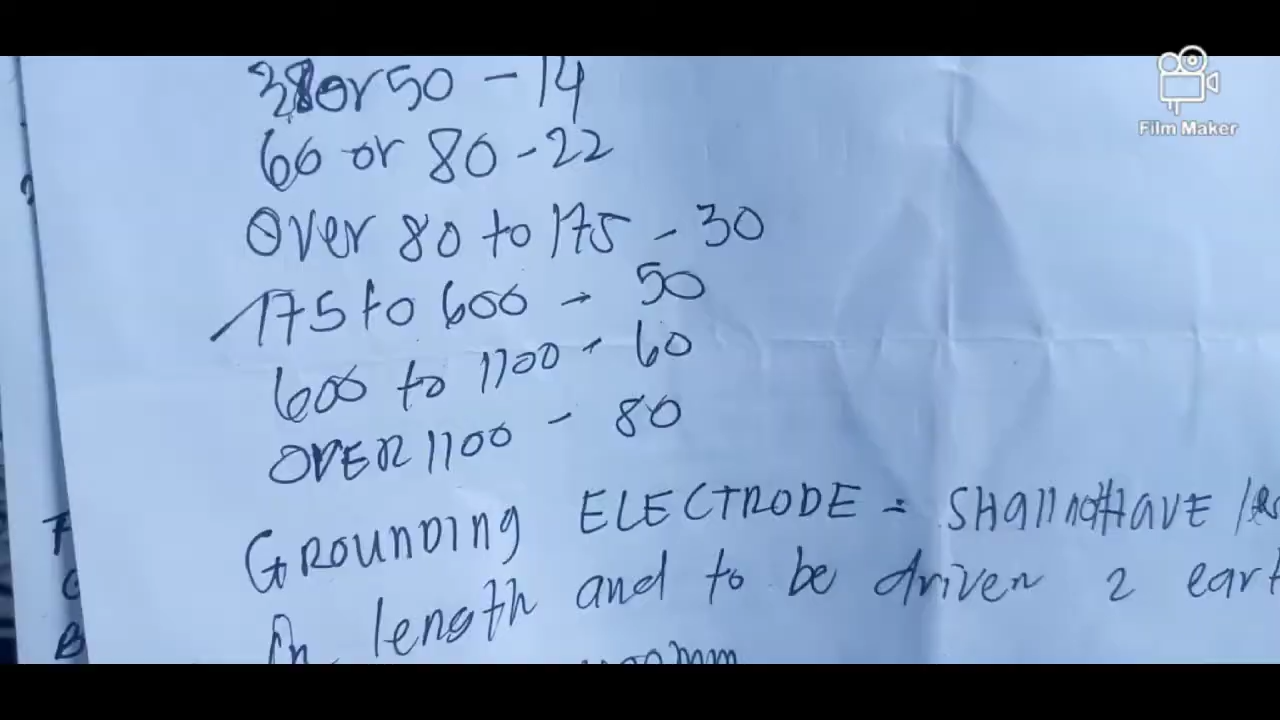 38 or 50 - 14
60 or 80 - 22
Over 80 to 175 - 30
175 to 600 - 50
600 to 1100 - 60
OVER 1100 - 80
GROUNDING ELECTRODE = SHall not HAVE
in length and to be driven 2
Film Maker